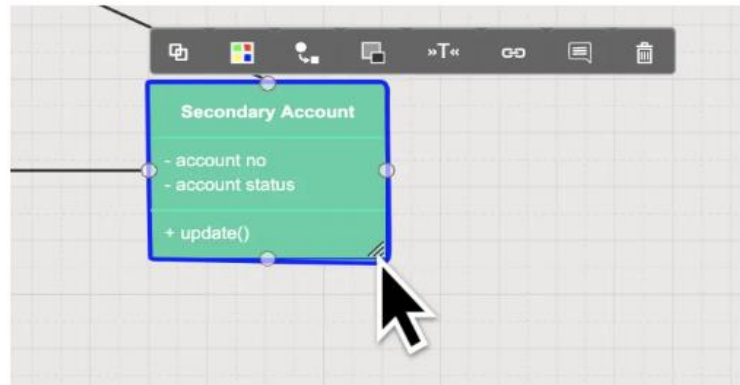 »T«
Secondary Account
- account no
- account status
+ update()